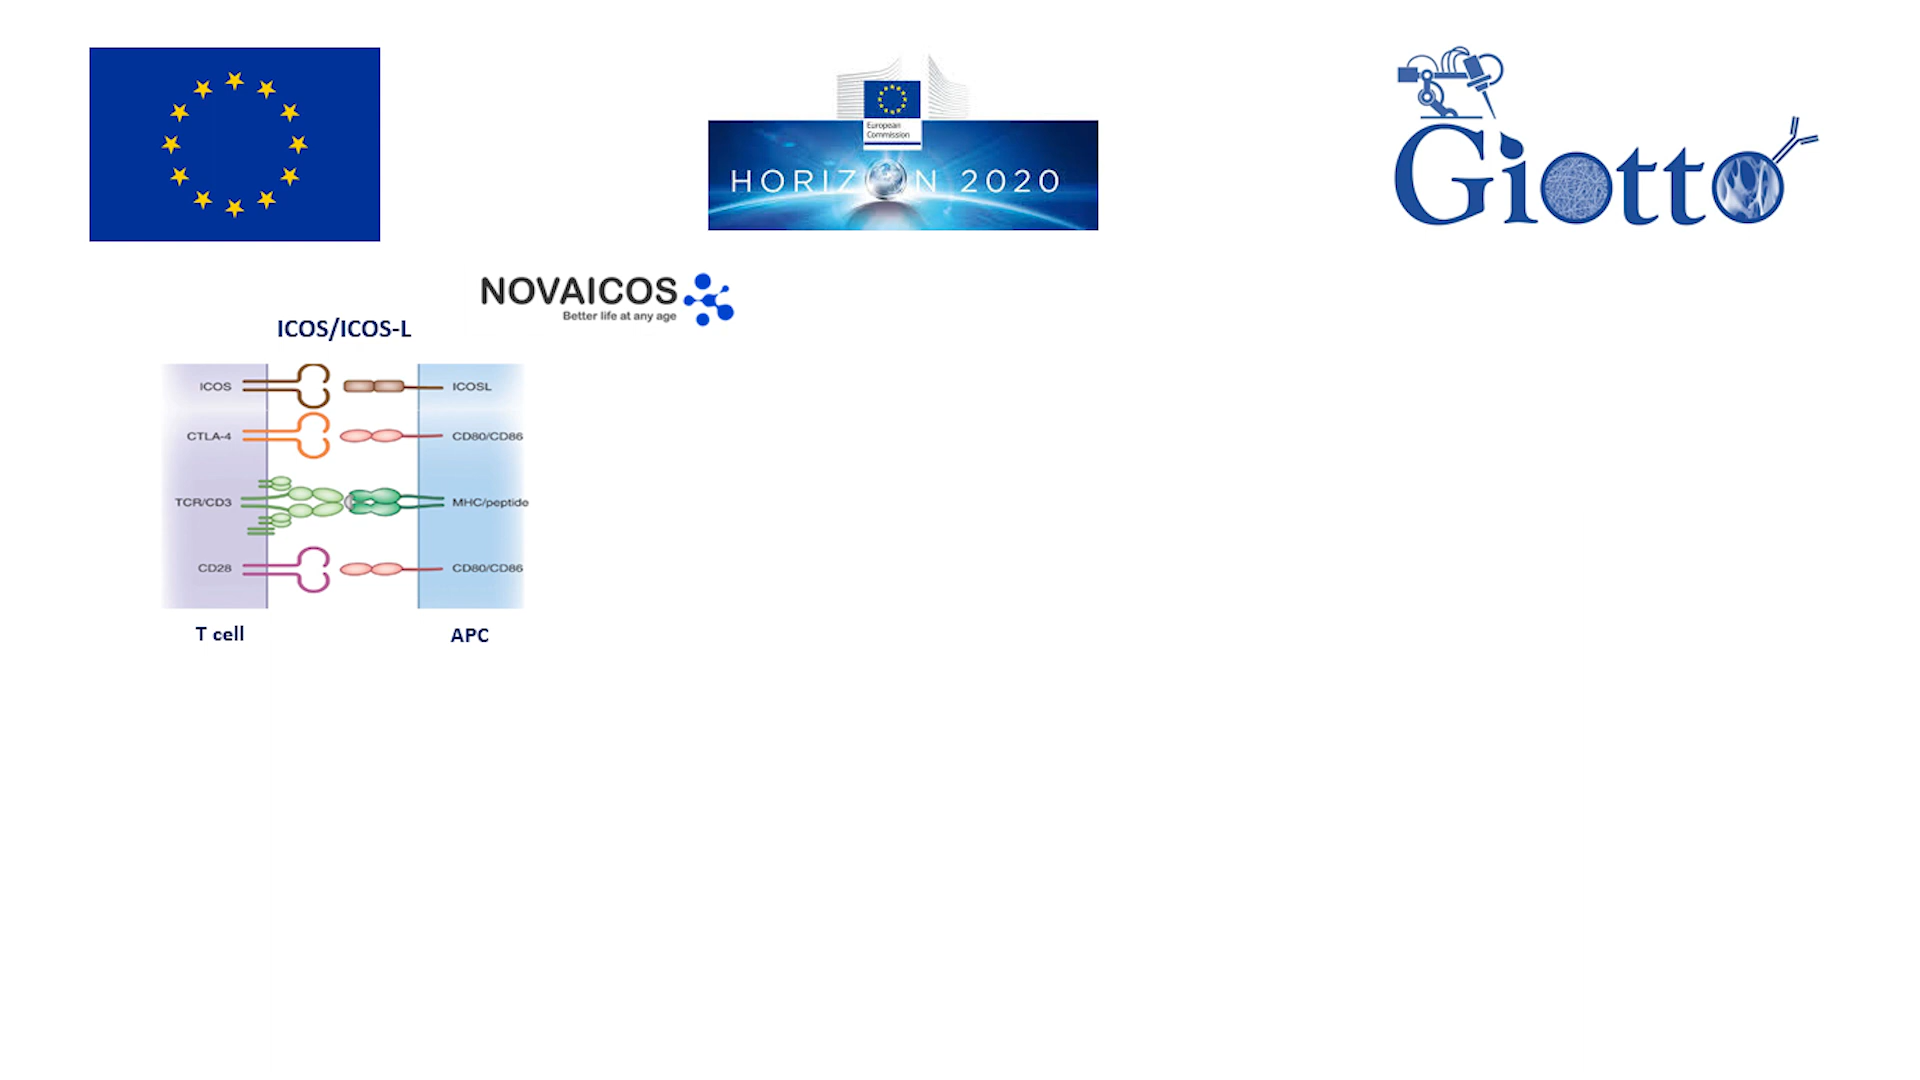 European
Commission
HORIZON 2020
Giotto
NOVAICOS
Better life at any age
ICOS/ICOS-L
ICOS
ICOSL
CTLA-4
CD80/CD86
TCR/CD3
MHC/peptide
CD28
CD80/CD86
T cell
APC